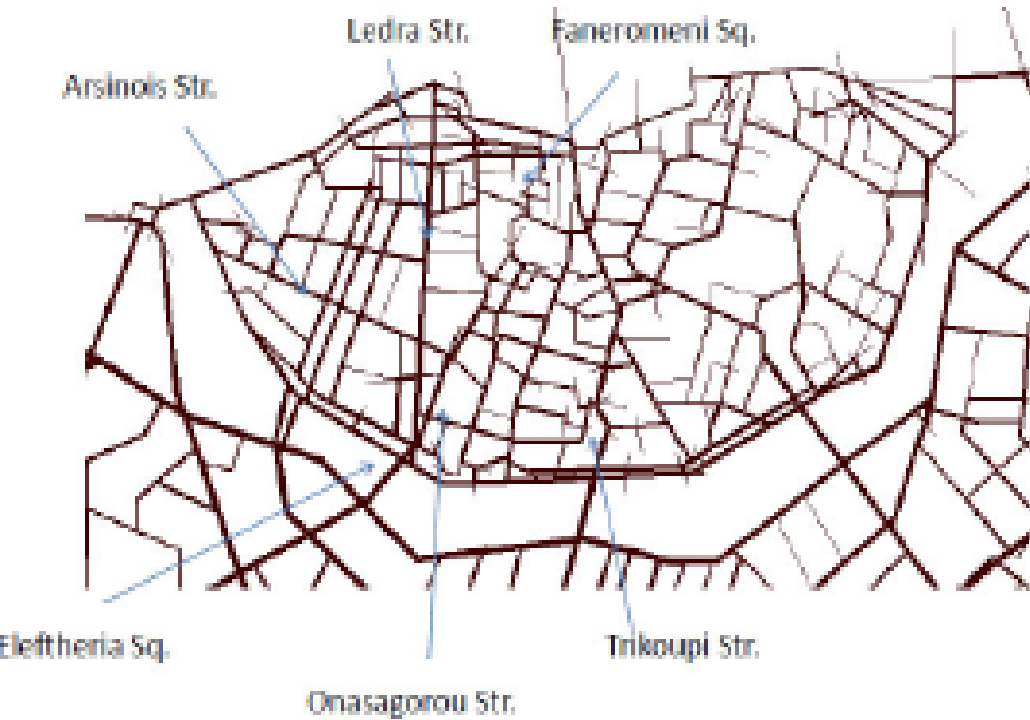 Ledra Str.
Faneromeni Sq.
Arsinois Str.
Eleftheria Sq.
Trikoupi Str.
Onasagorou Str.